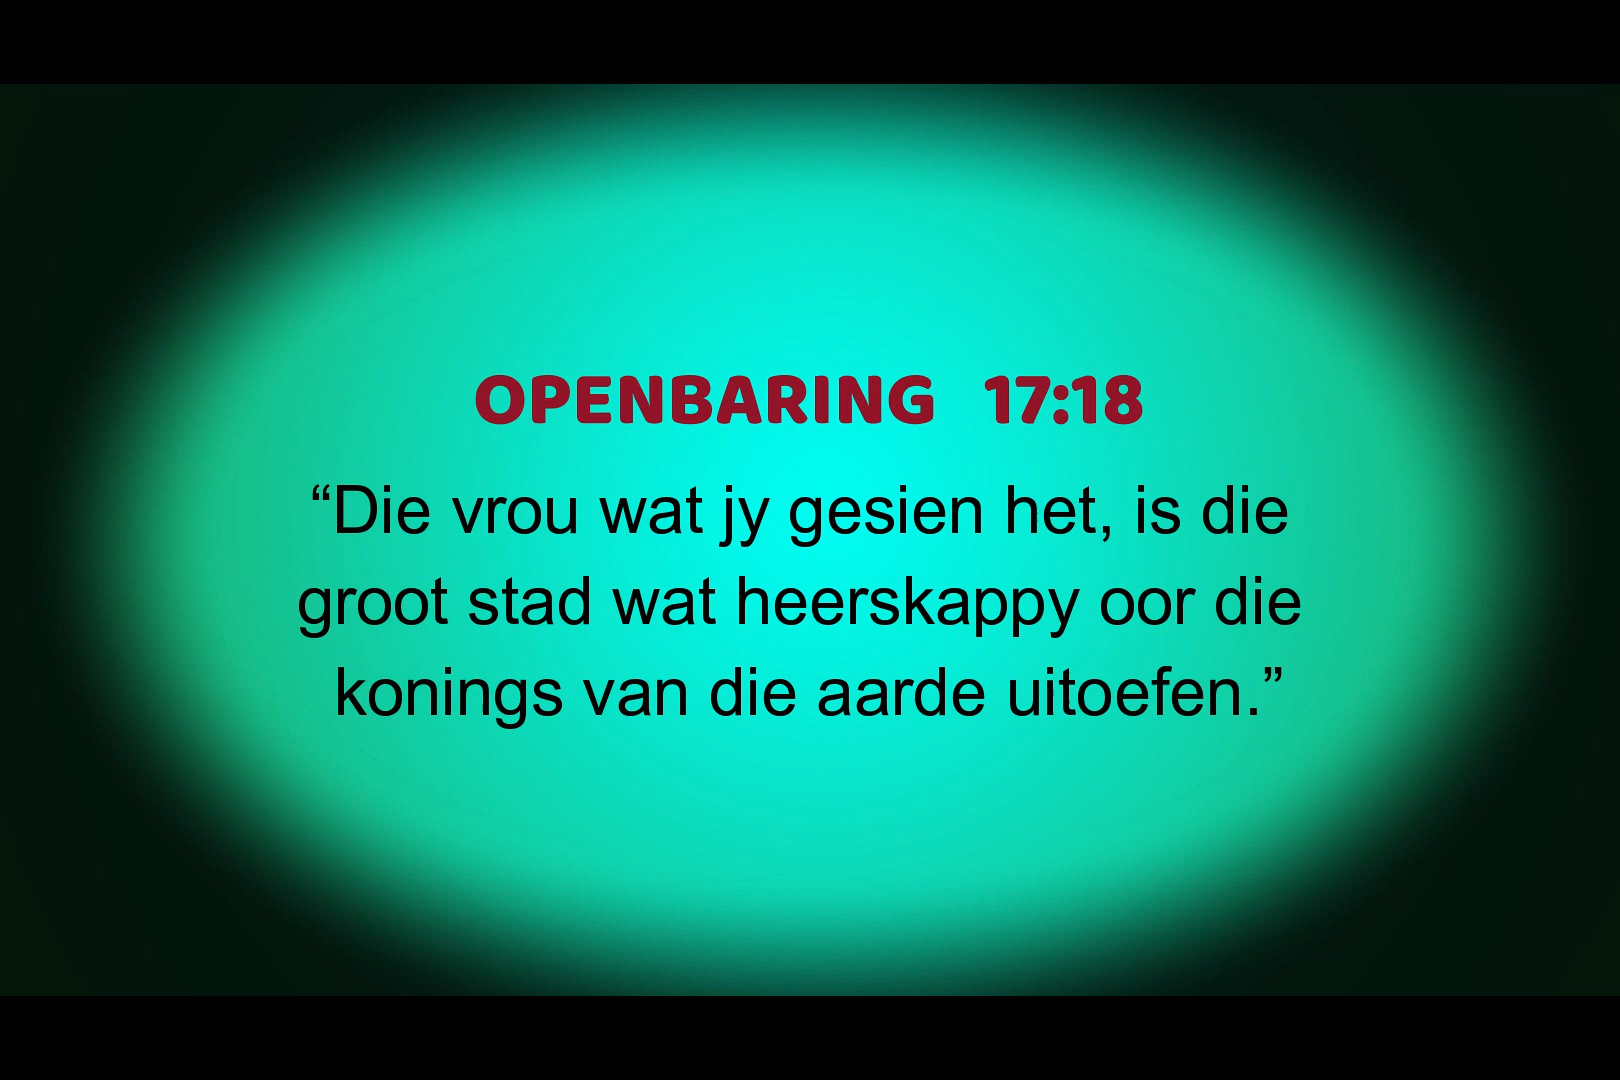 OPENBARING 17:18
“Die vrou wat jy gesien het, is die
groot stad wat heerskappy oor die
konings van die aarde uitoefen.”